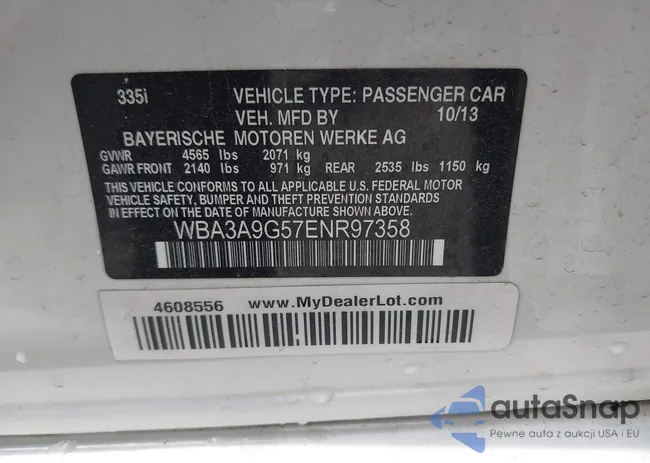 335i VEHICLE TYPE: PASSENGER CAR
VEH. MFD BY 10/13
BAYERISCHE MOTOREN WERKE AG
GVWR 4565 lbs 2071 kg
GAWR FRONT 2140 lbs 971 kg REAR 2535 lbs 1150 kg
THIS VEHICLE CONFORMS TO ALL APPLICABLE U.S. FEDERAL MOTOR
VEHICLE SAFETY, BUMPER AND THEFT PREVENTION STANDARDS
IN EFFECT ON THE DATE OF MANUFACTURE SHOWN ABOVE.
WBA3A9G57ENR97358
4608556 www.MyDealerLot.com
autoSnap
Pewne auta z aukcji USA i EU